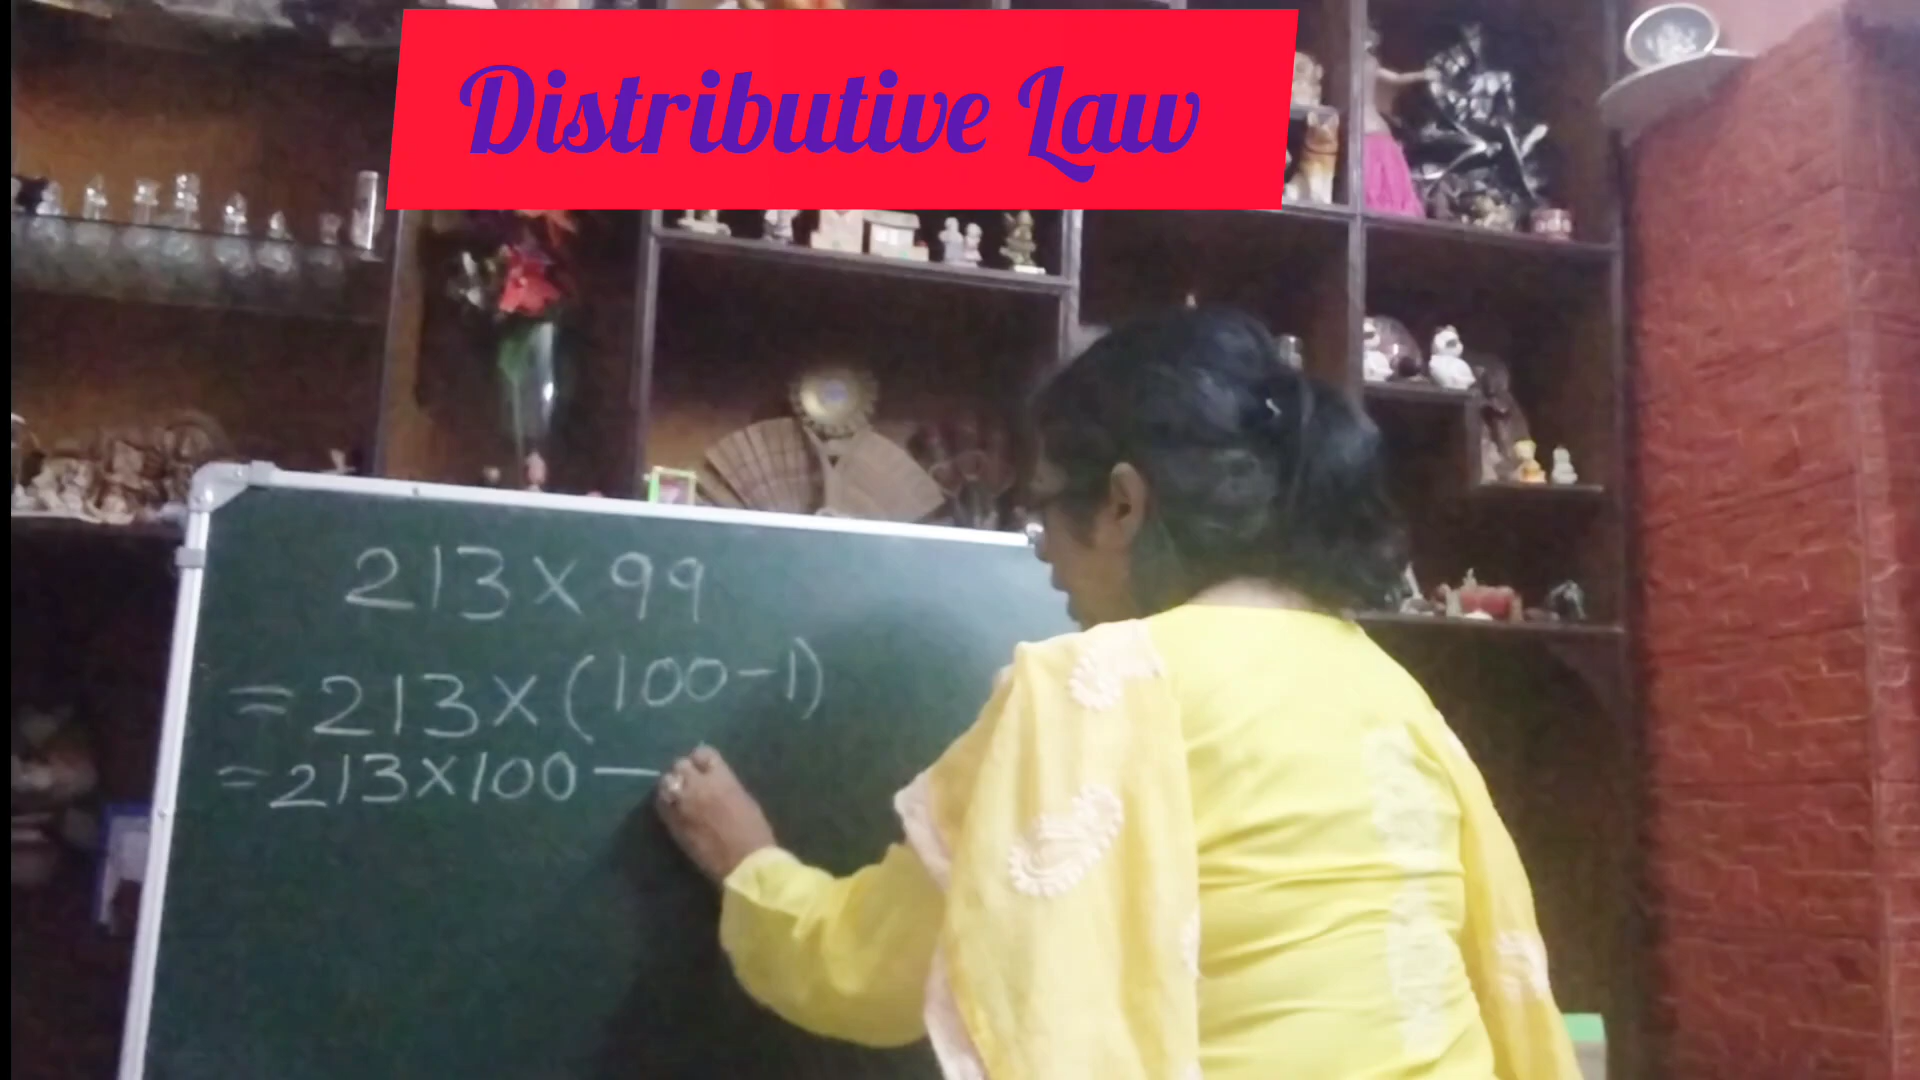 Distributive Law
213 × 99
= 213 × (100 - 1)
= 213 × 100 —